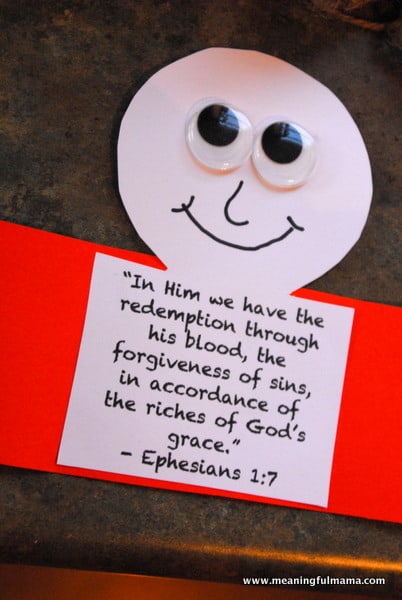 “In Him we have the
redemption through
his blood, the
forgiveness of sins,
in accordance of
the riches of God’s
grace.”
- Ephesians 1:7
www.meaningfulmama.com